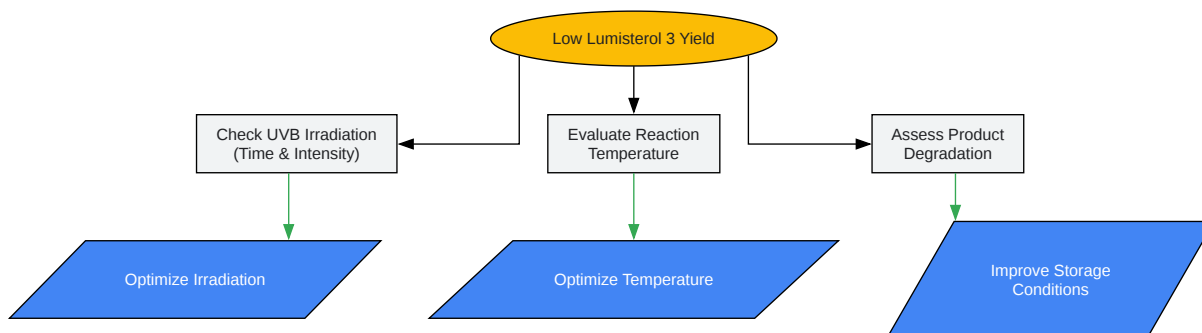 Low Lumisterol 3 Yield
Check UVB Irradiation
(Time & Intensity)
Evaluate Reaction
Temperature
Assess Product
Degradation
Optimize Irradiation
Optimize Temperature
Improve Storage
Conditions